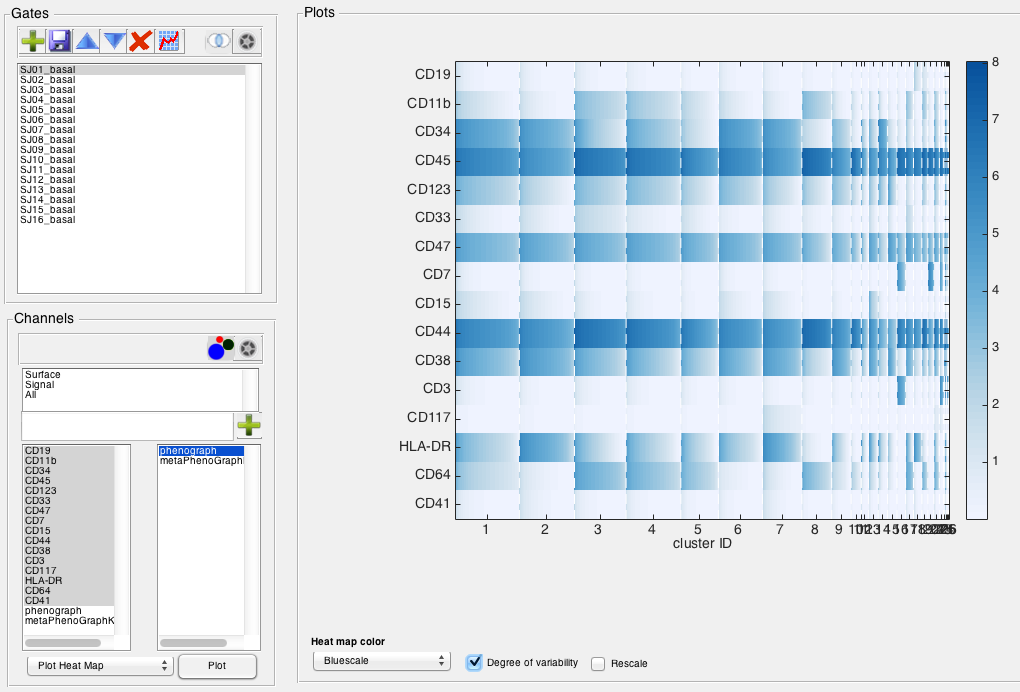 Gates
SJ01_basal
SJ02_basal
SJ03_basal
SJ04_basal
SJ05_basal
SJ06_basal
SJ07_basal
SJ08_basal
SJ09_basal
SJ10_basal
SJ11_basal
SJ12_basal
SJ13_basal
SJ14_basal
SJ15_basal
SJ16_basal
Channels
Surface
Signal
All
CD19
CD11b
CD34
CD45
CD123
CD33
CD47
CD7
CD15
CD44
CD38
CD3
CD117
HLA-DR
CD64
CD41
phenograph
metaPhenoGraphK
phenograph
metaPhenoGraph
Plot Heat Map
Plot
Plots
CD19
CD11b
CD34
CD45
CD123
CD33
CD47
CD7
CD15
CD44
CD38
CD3
CD117
HLA-DR
CD64
CD41
1 2 3 4 5 6 7 8 9
cluster ID
8
7
6
5
4
3
2
1
Heat map color
Bluescale
Degree of variability
Rescale